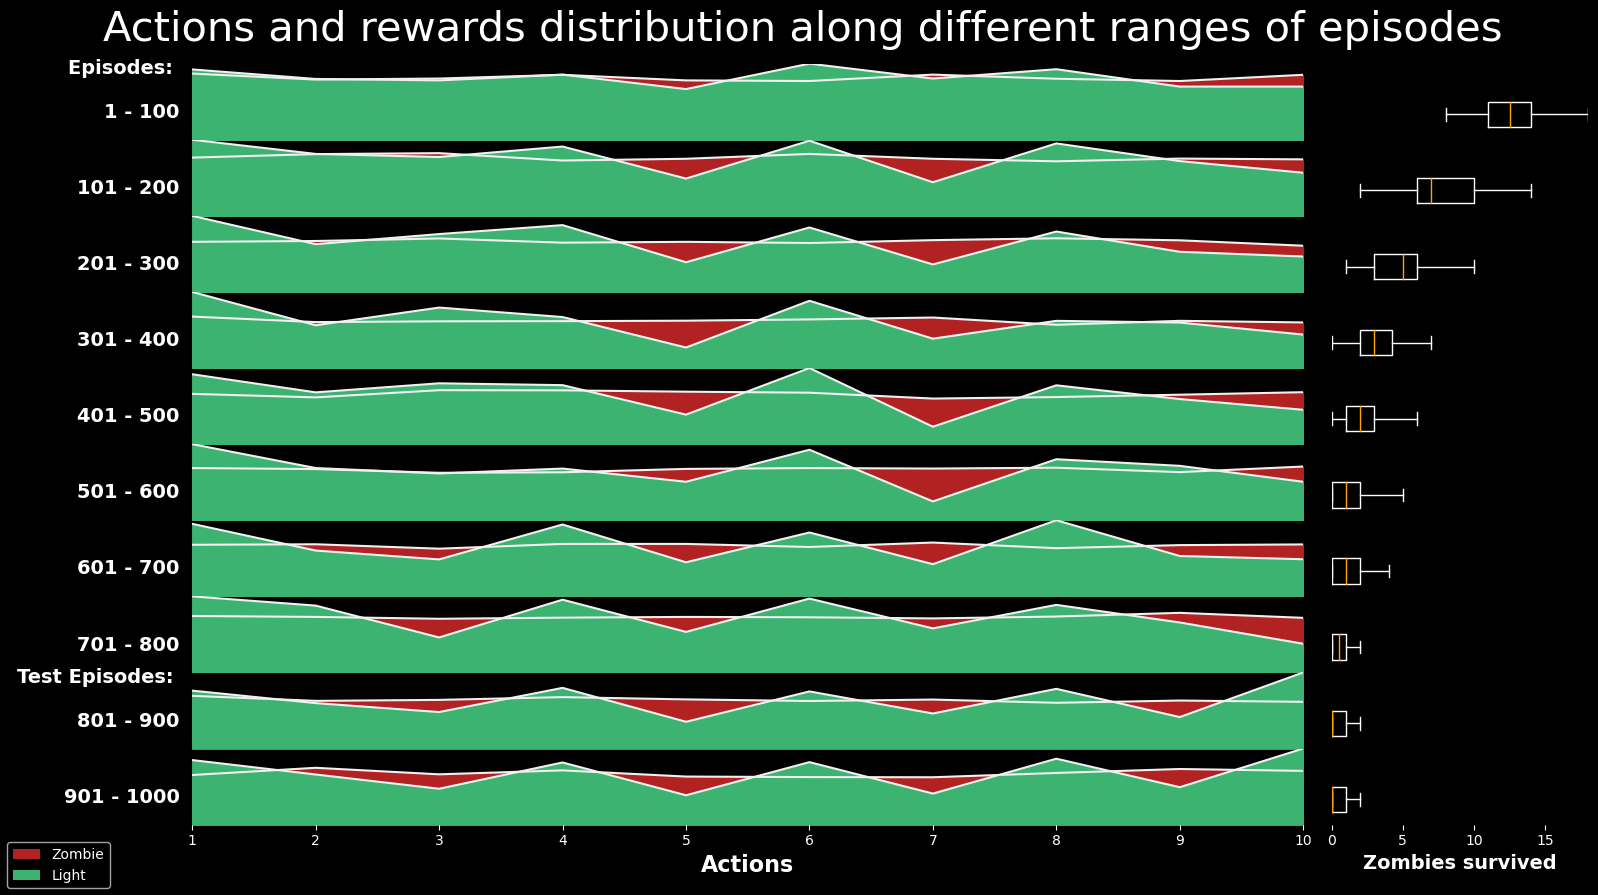 Actions and rewards distribution along different ranges of episodes
Episodes:
1 - 100
101 - 200
201 - 300
301 - 400
401 - 500
501 - 600
601 - 700
701 - 800
Test Episodes:
801 - 900
901 - 1000
1 2 3 4 5 6 7 8 9 10
0 5 10 15
Actions
Zombies survived
Zombie
Light